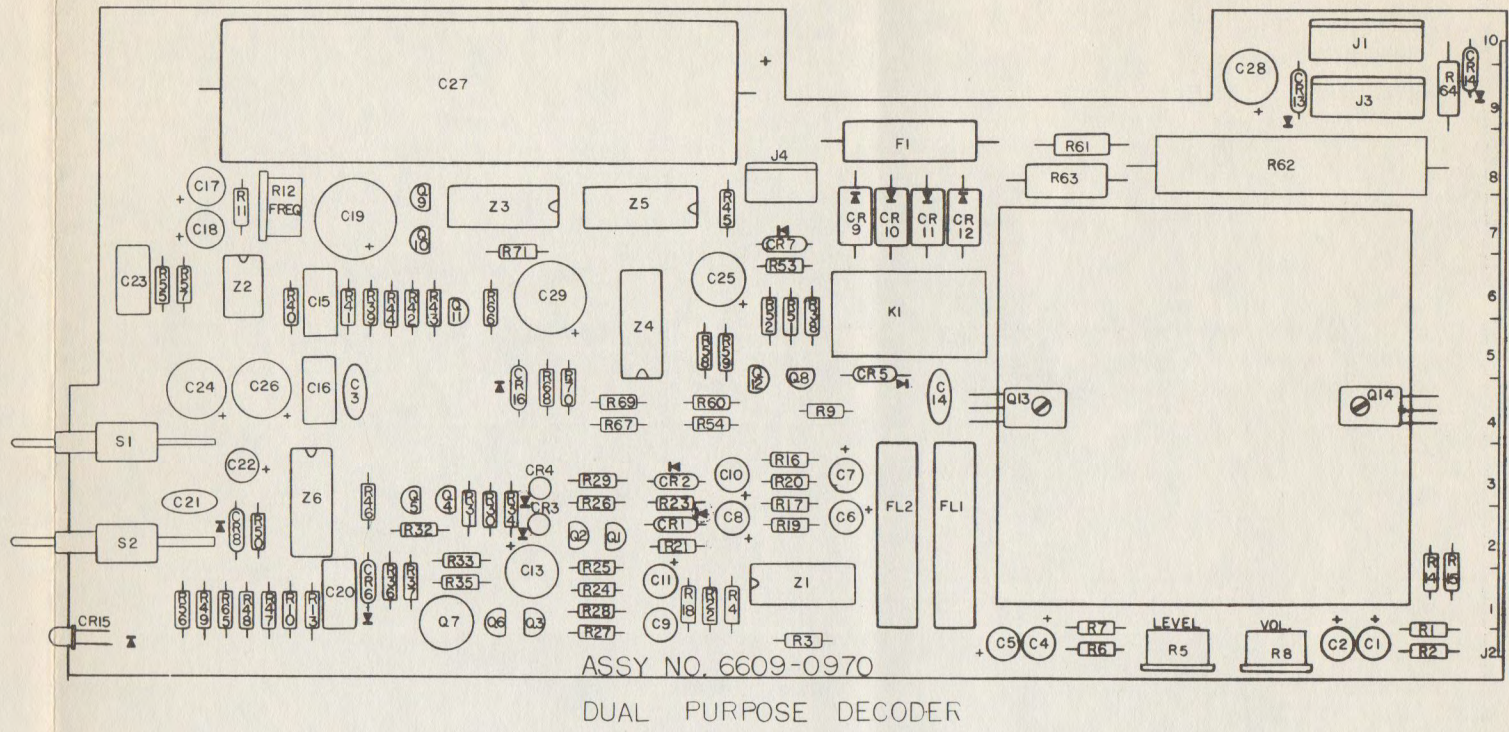 C27
+
C28
+
J1
J3
CR13
R64
CR14
10
9
8
7
6
5
4
3
2
1
J2
F1
J4
R61
R63
R62
C17
+
C18
+
R11
R12
FREQ
C19
+
Q9
Q10
Z3
Z5
R45
CR9
CR10
CR11
CR12
CR7
R53
R71
C23
R55
R57
Z2
R40
C15
R41
R39
R44
R42
R43
Q11
R66
C29
+
Z4
C25
+
R52
R51
R38
K1
R58
R59
C24
+
C26
+
C16
C3
CR16
R68
R70
R69
R67
R60
R54
Q12
Q8
CR5
R9
C14
Q13
Q14
S1
C22
+
C21
Z6
R46
Q5
Q4
R31
R30
R34
CR4
CR3
R29
R26
CR2
R23
CR1
R21
C10
+
C8
+
R16
R20
R17
R19
C7
+
C6
+
FL2
FL1
S2
CR8
R50
R32
Q2
Q1
C20
CR6
R36
R37
R33
R35
C13
+
R25
R24
R28
R27
C11
+
C9
R18
R22
R4
Z1
R14
R15
R56
R49
R65
R48
R47
R10
R13
CR15
Q7
Q6
Q3
R3
C5
+
C4
+
R7
R6
LEVEL
R5
VOL.
R8
C2
+
C1
+
R1
R2
ASSY NO. 6609-0970
DUAL PURPOSE DECODER